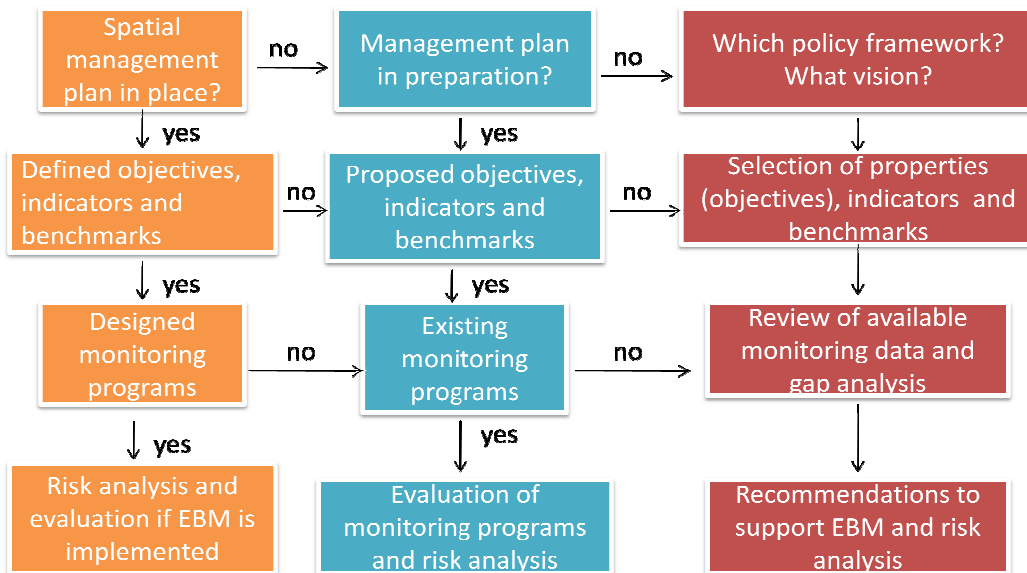 Spatial
management
plan in place?
no
Management plan
in preparation?
no
Which policy framework?
What vision?
yes
yes
Defined objectives,
indicators and
benchmarks
no
Proposed objectives,
indicators and
benchmarks
no
Selection of properties
(objectives), indicators and
benchmarks
yes
yes
Designed
monitoring
programs
no
Existing
monitoring
programs
no
Review of available
monitoring data and
gap analysis
yes
yes
Risk analysis and
evaluation if EBM is
implemented
Evaluation of
monitoring programs
and risk analysis
Recommendations to
support EBM and risk
analysis